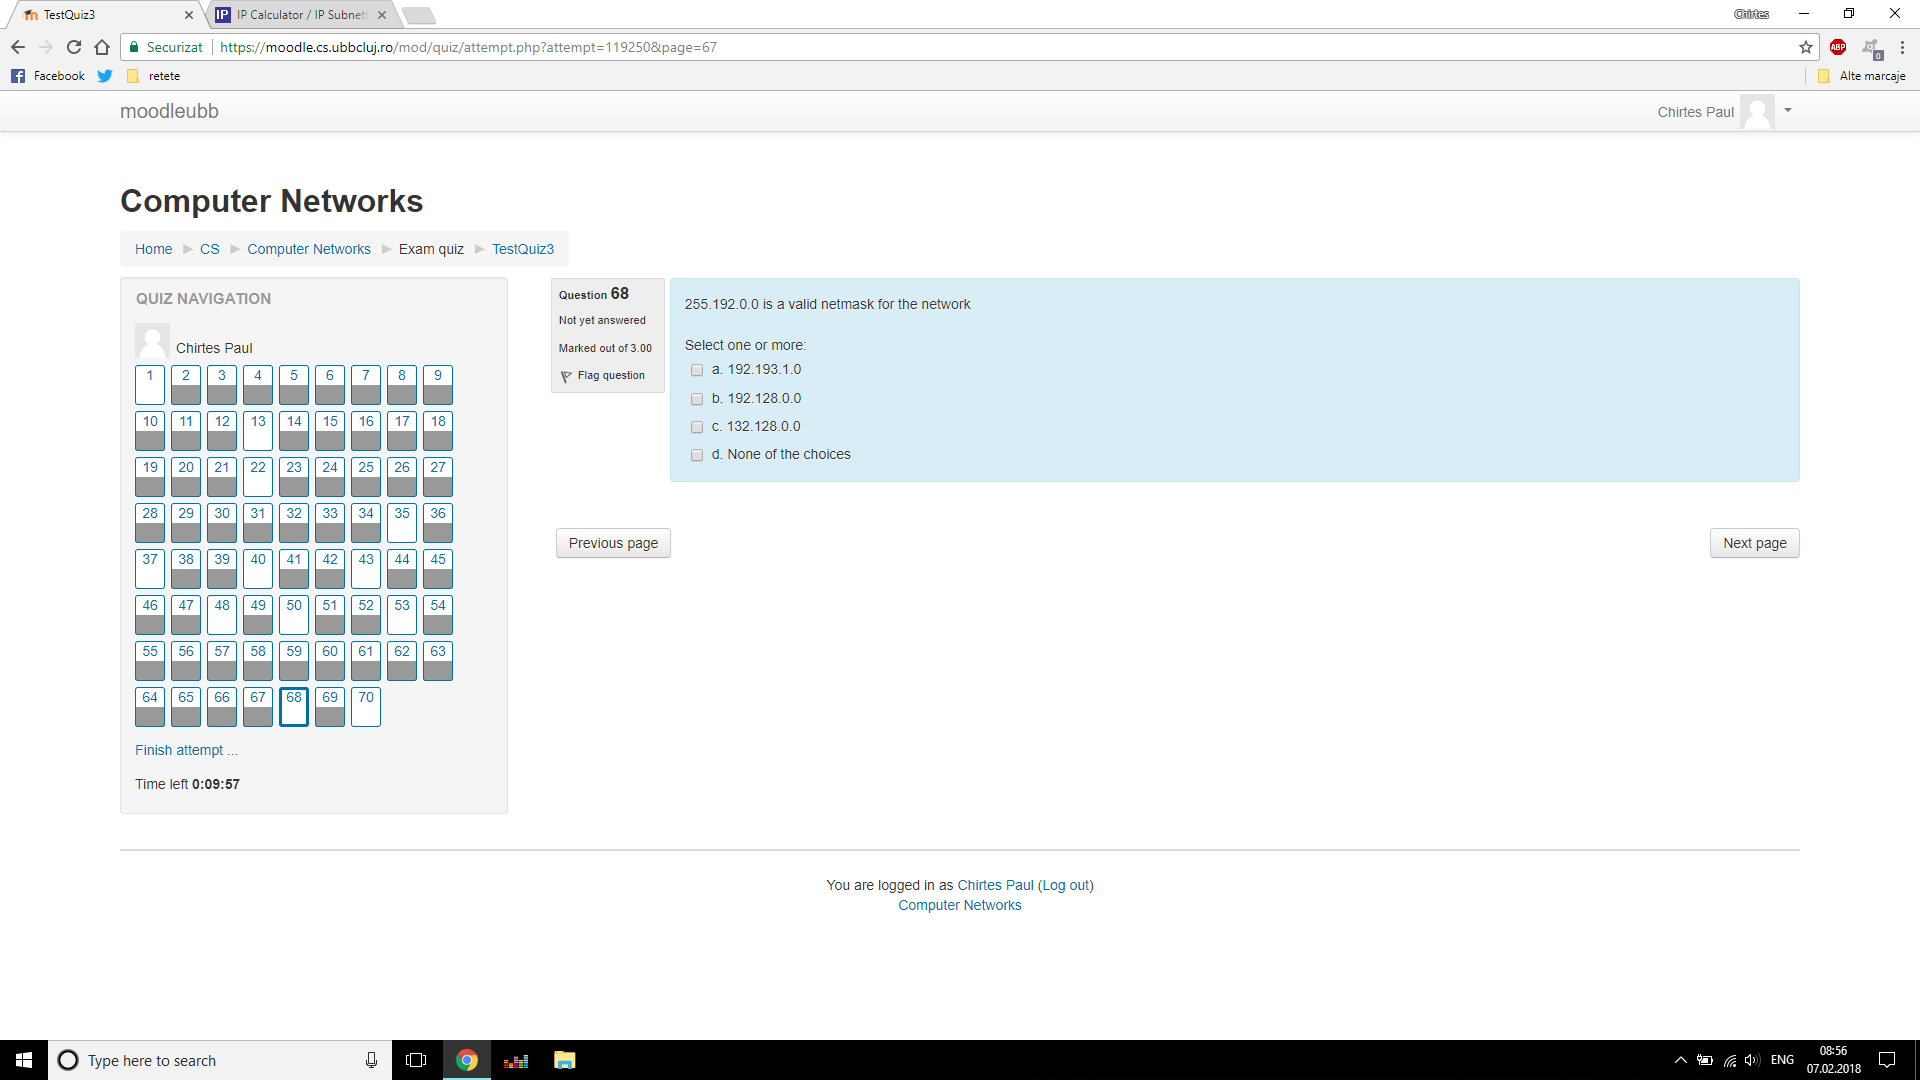 TestQuiz3
IP Calculator / IP Subnett
Chirtes
Securizat
https://moodle.cs.ubbcluj.ro/mod/quiz/attempt.php?attempt=119250&page=67
ABP
0
Facebook
retete
Alte marcaje
moodleubb
Chirtes Paul
Computer Networks
Home CS Computer Networks Exam quiz TestQuiz3
QUIZ NAVIGATION
Chirtes Paul
1 2 3 4 5 6 7 8 9
10 11 12 13 14 15 16 17 18
19 20 21 22 23 24 25 26 27
28 29 30 31 32 33 34 35 36
37 38 39 40 41 42 43 44 45
46 47 48 49 50 51 52 53 54
55 56 57 58 59 60 61 62 63
64 65 66 67 68 69 70
Finish attempt ...
Time left 0:09:57
Question 68
Not yet answered
Marked out of 3.00
Flag question
255.192.0.0 is a valid netmask for the network
Select one or more:
a. 192.193.1.0
b. 192.128.0.0
c. 132.128.0.0
d. None of the choices
Previous page
Next page
You are logged in as Chirtes Paul (Log out)
Computer Networks
Type here to search
ENG
08:56
07.02.2018